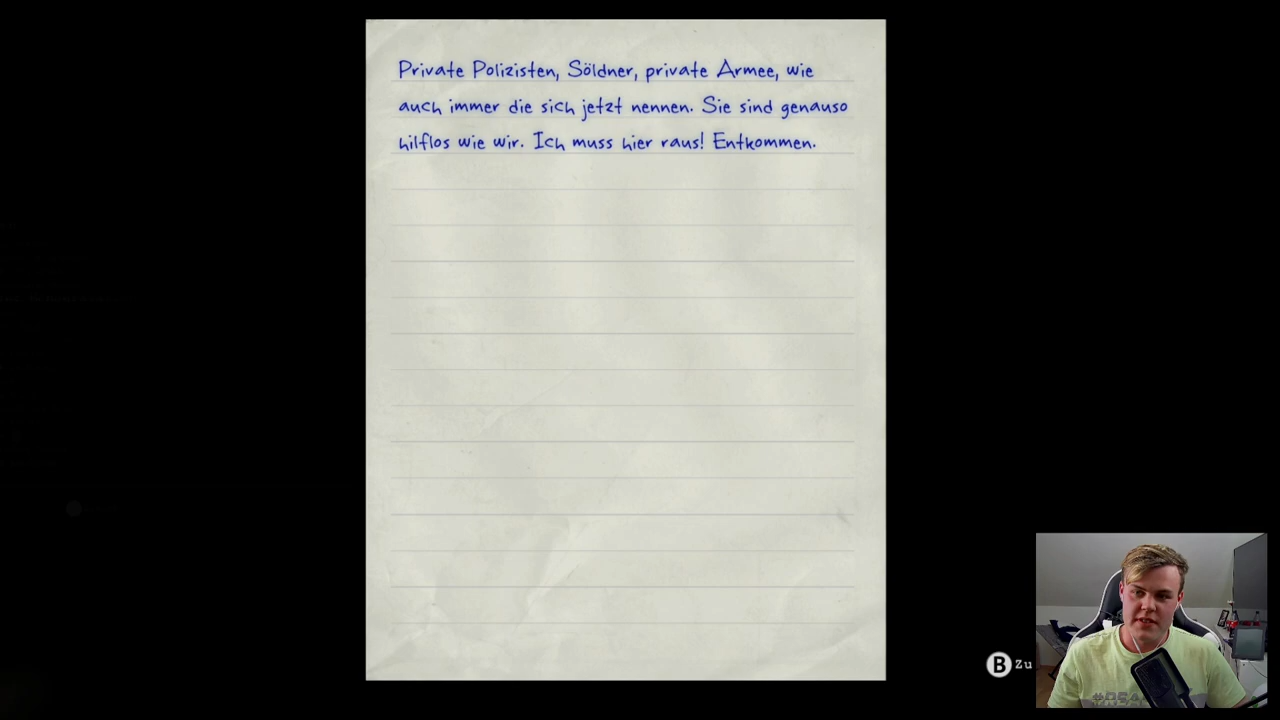 Private Polizisten, Söldner, private Armee, wie
auch immer die sich jetzt nennen. Sie sind genauso
hilflos wie wir. Ich muss hier raus! Entkommen.
B Zu